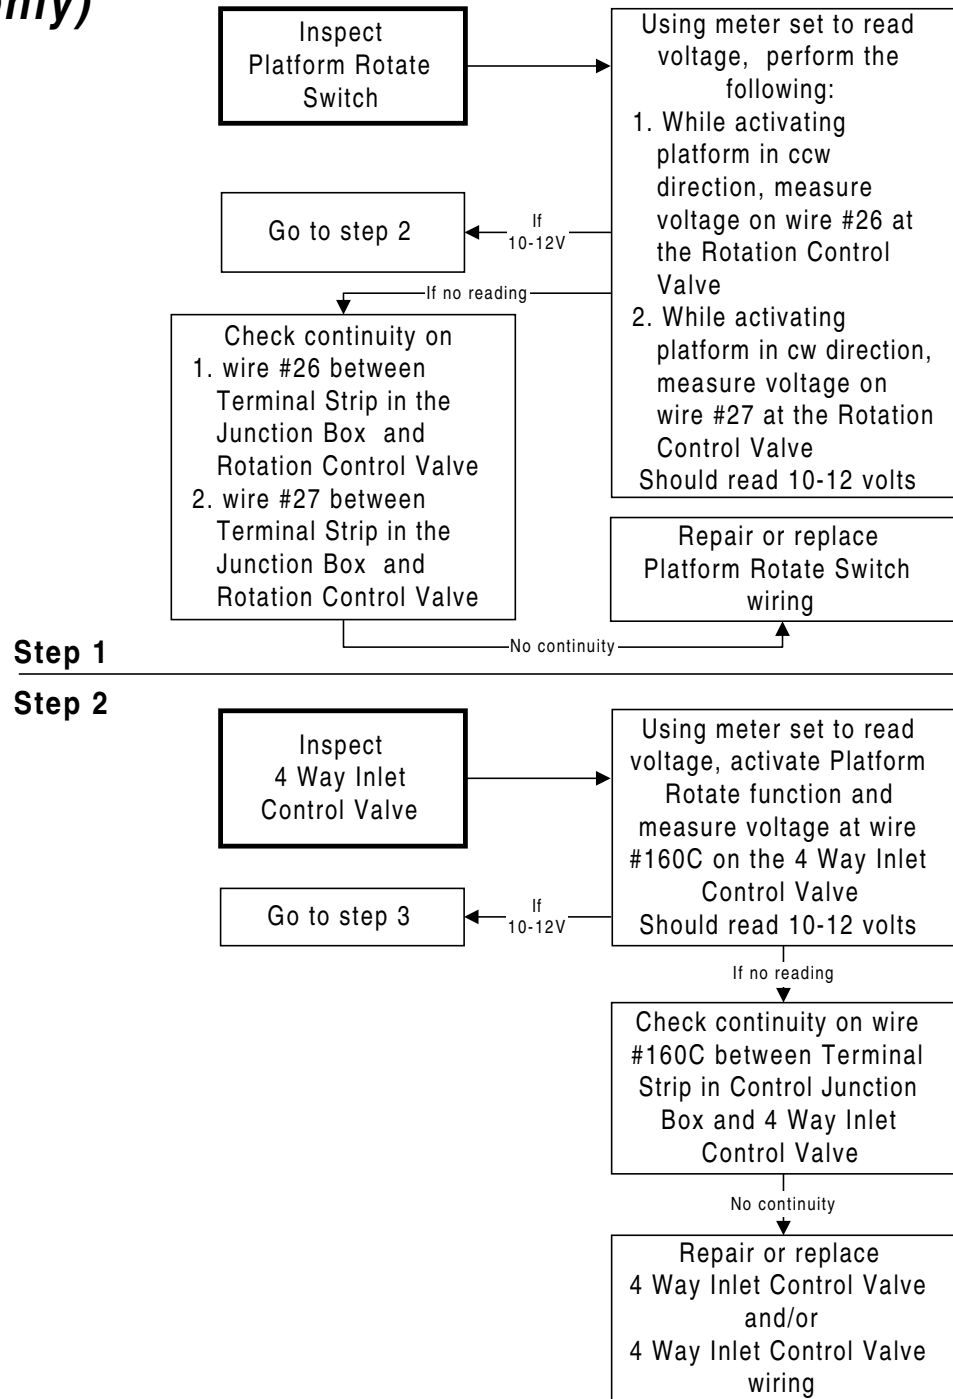 Inspect
Platform Rotate
Switch
Using meter set to read
voltage, perform the
following:
1. While activating
platform in ccw
direction, measure
voltage on wire #26 at
the Rotation Control
Valve
2. While activating
platform in cw direction,
measure voltage on
wire #27 at the Rotation
Control Valve
Should read 10-12 volts
If
10-12V
Go to step 2
If no reading
Check continuity on
1. wire #26 between
Terminal Strip in the
Junction Box and
Rotation Control Valve
2. wire #27 between
Terminal Strip in the
Junction Box and
Rotation Control Valve
No continuity
Repair or replace
Platform Rotate Switch
wiring
Step 1
Step 2
Inspect
4 Way Inlet
Control Valve
Using meter set to read
voltage, activate Platform
Rotate function and
measure voltage at wire
#160C on the 4 Way Inlet
Control Valve
Should read 10-12 volts
If
10-12V
Go to step 3
If no reading
Check continuity on wire
#160C between Terminal
Strip in Control Junction
Box and 4 Way Inlet
Control Valve
No continuity
Repair or replace
4 Way Inlet Control Valve
and/or
4 Way Inlet Control Valve
wiring